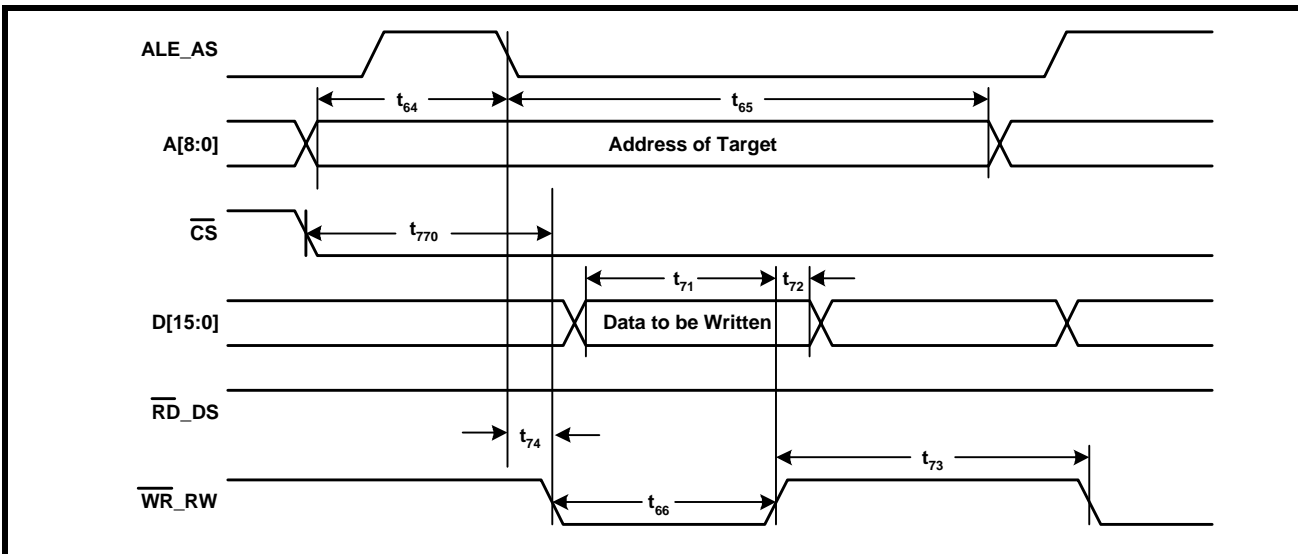 ALE_AS
t64
t65
A[8:0]
Address of Target
CS
t770
t71
t72
D[15:0]
Data to be Written
RD_DS
t74
t73
WR_RW
t66